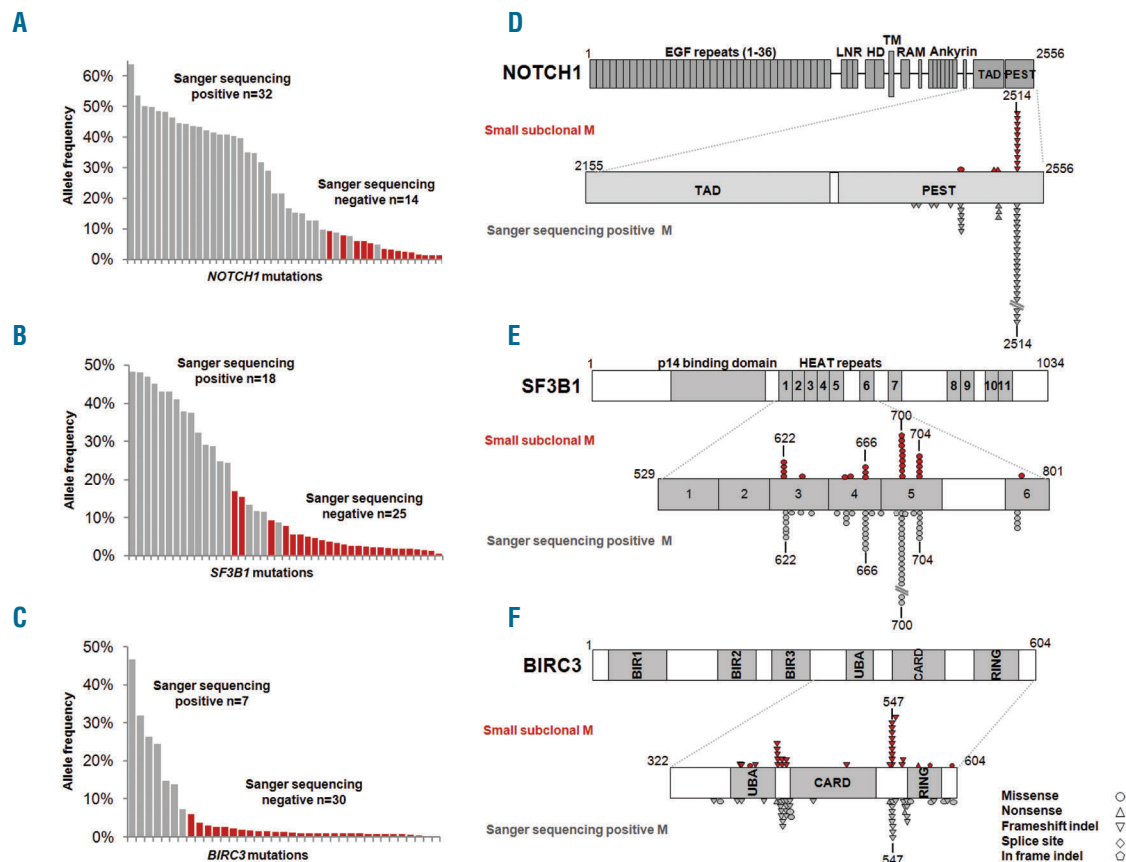 A
Allele frequency
60%
50%
40%
30%
20%
10%
0%
Sanger sequencing
positive n=32
Sanger sequencing
negative n=14
NOTCH1 mutations
B
Allele frequency
50%
40%
30%
20%
10%
0%
Sanger sequencing
positive n=18
Sanger sequencing
negative n=25
SF3B1 mutations
C
Allele frequency
50%
40%
30%
20%
10%
0%
Sanger sequencing
positive n=7
Sanger sequencing
negative n=30
BIRC3 mutations
D
TM
1 EGF repeats (1-36) LNR HD RAM Ankyrin 2556
NOTCH1
TAD PEST
2514
Small subclonal M
2155 2556
TAD PEST
Sanger sequencing positive M
2514
E
1 p14 binding domain HEAT repeats 1034
SF3B1
1 2 3 4 5 6 7 8 9 10 11
700
Small subclonal M
622 666 704
529 801
1 2 3 4 5 6
Sanger sequencing positive M
622 666 704
700
F
1 604
BIRC3
BIR1 BIR2 BIR3 UBA CARD RING
547
Small subclonal M
322 604
UBA CARD RING
Sanger sequencing positive M
547
Missense
Nonsense
Frameshift indel
Splice site
In frame indel